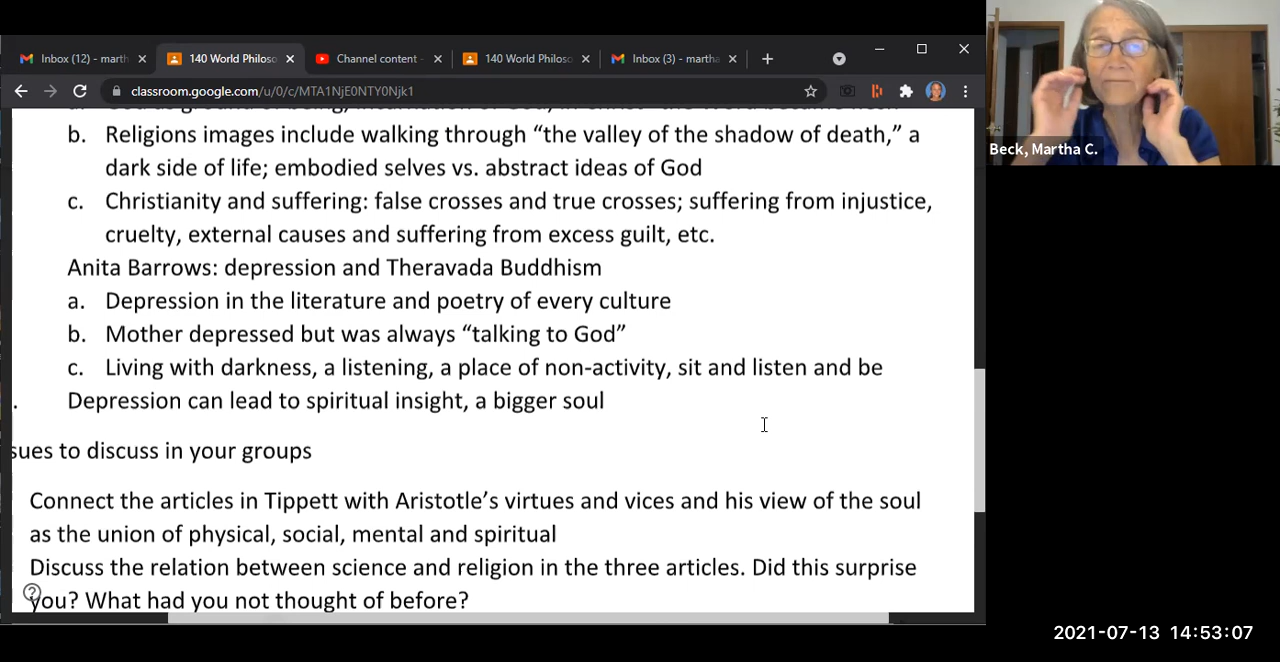 Inbox (12) - marth
140 World Philoso
Channel content -
140 World Philoso
Inbox (3) - martha
classroom.google.com/u/0/c/MTA1NjE0NTY0Njk1
b. Religions images include walking through “the valley of the shadow of death,” a
dark side of life; embodied selves vs. abstract ideas of God
c. Christianity and suffering: false crosses and true crosses; suffering from injustice,
cruelty, external causes and suffering from excess guilt, etc.
Anita Barrows: depression and Theravada Buddhism
a. Depression in the literature and poetry of every culture
b. Mother depressed but was always “talking to God”
c. Living with darkness, a listening, a place of non-activity, sit and listen and be
. Depression can lead to spiritual insight, a bigger soul
sues to discuss in your groups
Connect the articles in Tippett with Aristotle’s virtues and vices and his view of the soul
as the union of physical, social, mental and spiritual
Discuss the relation between science and religion in the three articles. Did this surprise
you? What had you not thought of before?
Beck, Martha C.
2021-07-13 14:53:07